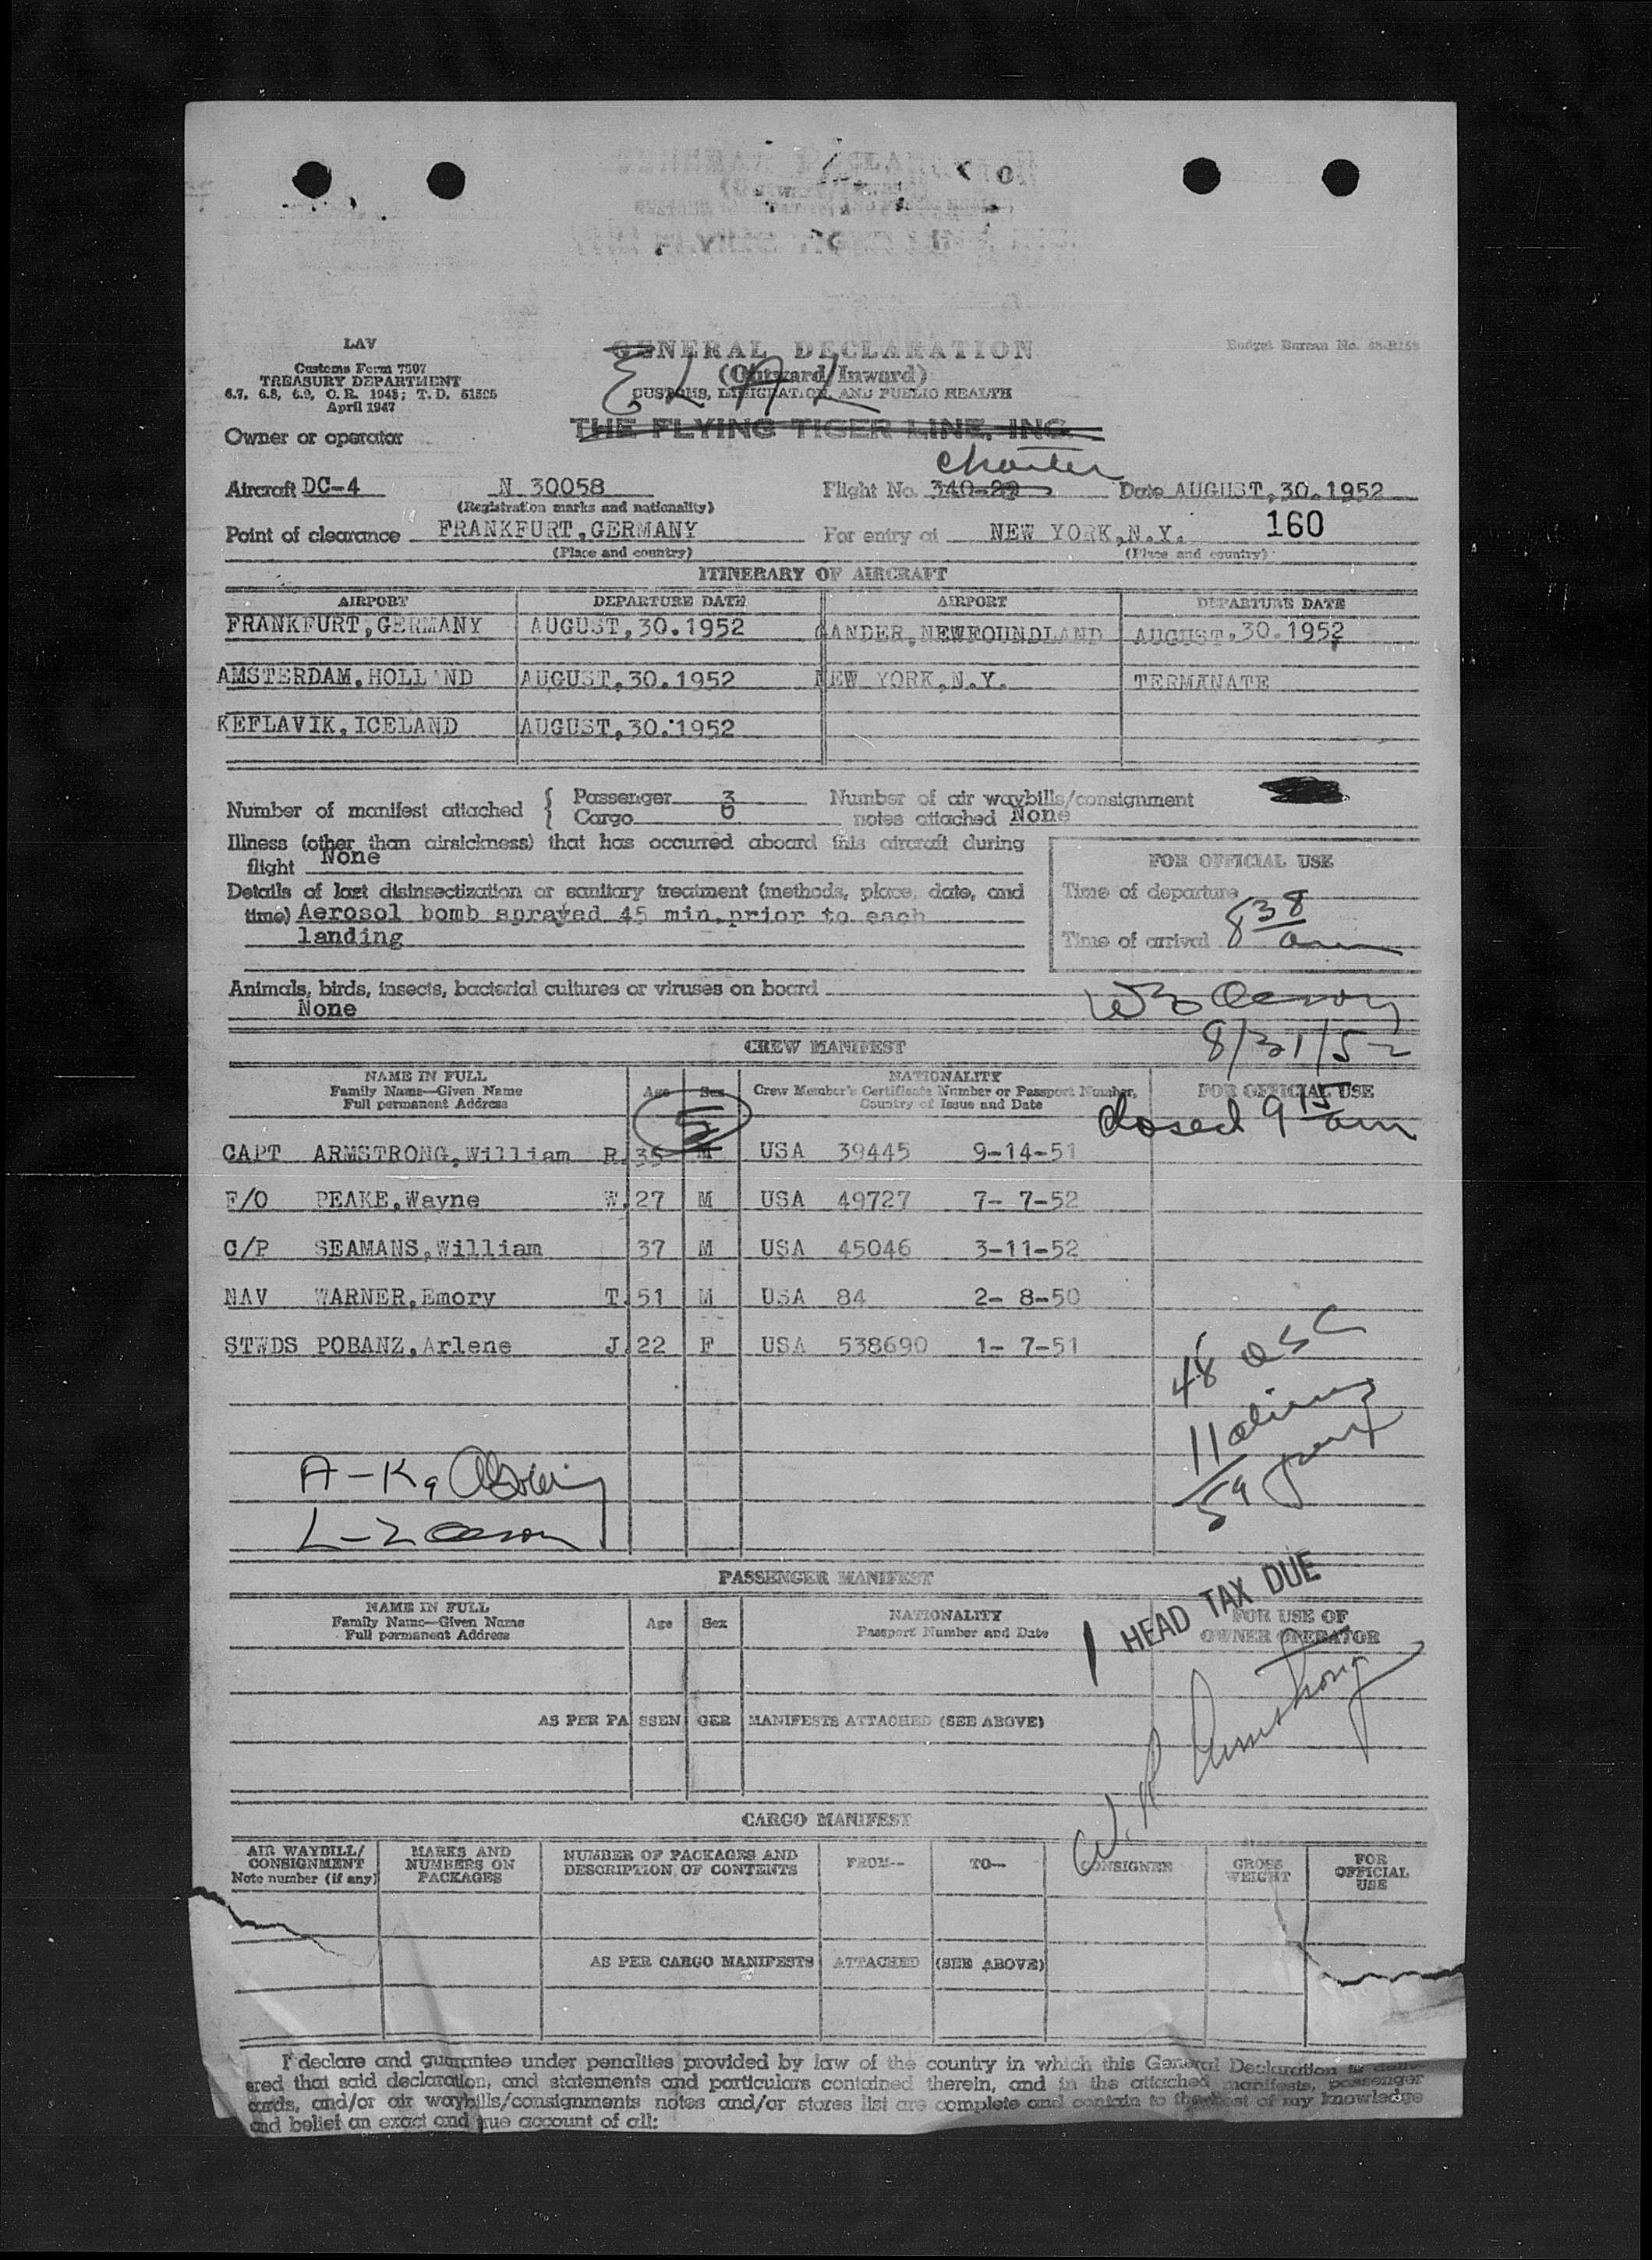 LAV
Customs Form 7507
TREASURY DEPARTMENT
6.7, 6.8, 6.9, C. R. 1943; T. D. 51595
April 1947
GENERAL DECLARATION
(Outward/Inward)
CUSTOMS, IMMIGRATION, AND PUBLIC HEALTH
Budget Bureau No.
EL AL
Owner or operator THE FLYING TIGER LINE, INC.
charter
Aircraft DC-4 N 30058 Flight No. 340-29 Date AUGUST,30.1952
(Registration marks and nationality)
Point of clearance FRANKFURT,GERMANY For entry at NEW YORK,N.Y. 160
(Place and country) (Place and country)
ITINERARY OF AIRCRAFT
AIRPORT DEPARTURE DATE AIRPORT DEPARTURE DATE
FRANKFURT,GERMANY AUGUST,30.1952 GANDER,NEWFOUNDLAND AUGUST,30.1952
AMSTERDAM,HOLLAND AUGUST,30.1952 NEW YORK,N.Y. TERMANATE
KEFLAVIK,ICELAND AUGUST,30.1952
Number of manifest attached { Passenger 3 Number of air waybills/consignment
Cargo 0 notes attached None
Illness (other than airsickness) that has occurred aboard this aircraft during
flight None
Details of last disinsectization or sanitary treatment (methods, place, date, and
time) Aerosol bomb sprayed 45 min.prior to each
landing
FOR OFFICIAL USE
Time of departure
Time of arrival 8 38 am
Animals, birds, insects, bacterial cultures or viruses on board
None
8/31/52
CREW MANIFEST
NAME IN FULL
Family Name—Given Name
Full permanent Address
Age Sex
NATIONALITY
Crew Member's Certificate Number or Passport Number,
Country of Issue and Date
FOR OFFICIAL USE
closed 9 15 am
5
CAPT ARMSTRONG,William R. 35 M USA 39445 9-14-51
F/O PEAKE,Wayne W. 27 M USA 49727 7- 7-52
C/P SEAMANS,William 37 M USA 45046 3-11-52
NAV WARNER,Emory T. 51 M USA 84 2- 8-50
STWDS POBANZ,Arlene J. 22 F USA 538690 1- 7-51
48 USC
11 aliens
59
A-K,
L-Z
PASSENGER MANIFEST
NAME IN FULL
Family Name—Given Name
Full permanent Address
Age Sex
NATIONALITY
Passport Number and Date
FOR USE OF
OWNER OPERATOR
1 HEAD TAX DUE
W. R. Armstrong
AS PER PASSENGER MANIFESTS ATTACHED (SEE ABOVE)
CARGO MANIFEST
AIR WAYBILL/
CONSIGNMENT
Note number (if any)
MARKS AND
NUMBERS ON
PACKAGES
NUMBER OF PACKAGES AND
DESCRIPTION OF CONTENTS
FROM—
TO—
CONSIGNEE
GROSS
WEIGHT
FOR
OFFICIAL
USE
AS PER CARGO MANIFESTS ATTACHED (SEE ABOVE)
I declare and guarantee under penalties provided by law of the country in which this General Declaration is deliv-
ered that said declaration, and statements and particulars contained therein, and in the attached manifests, passenger
cards, and/or air waybills/consignments notes and/or stores list are complete and contain to the best of my knowledge
and belief an exact and true account of all: